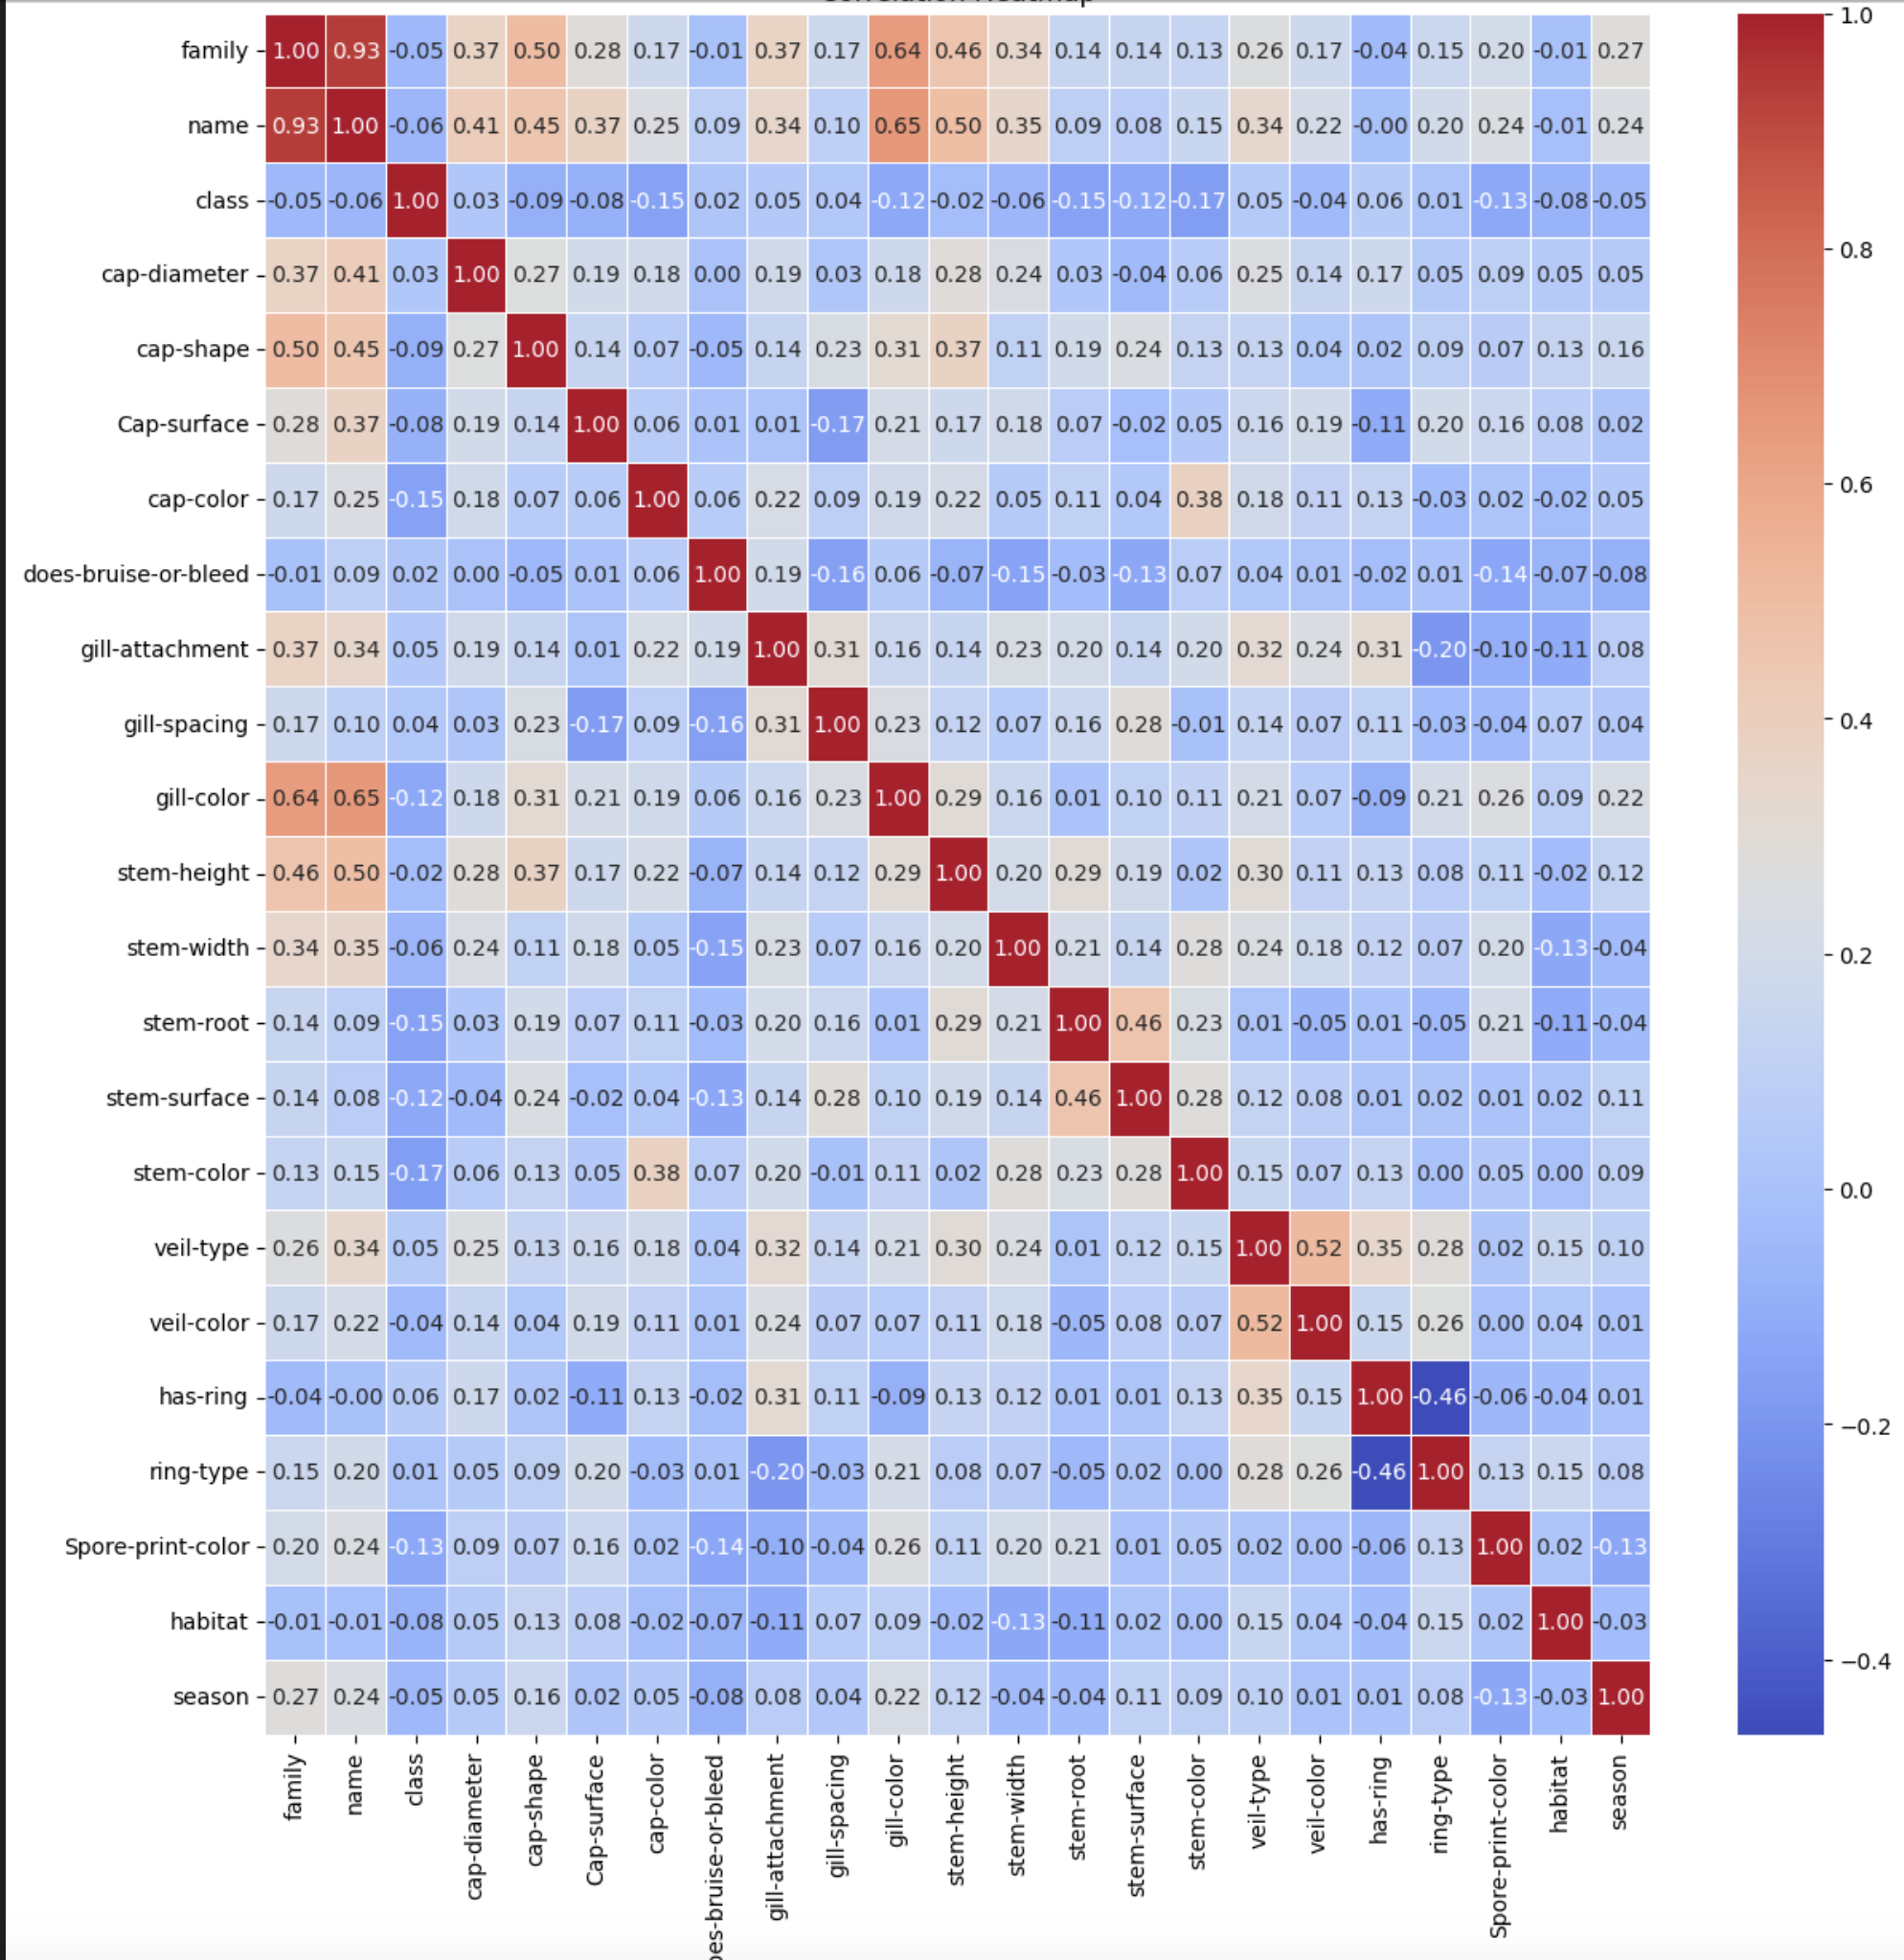 Correlation Heatmap
family 1.00 0.93 -0.05 0.37 0.50 0.28 0.17 -0.01 0.37 0.17 0.64 0.46 0.34 0.14 0.14 0.13 0.26 0.17 -0.04 0.15 0.20 -0.01 0.27
name 0.93 1.00 -0.06 0.41 0.45 0.37 0.25 0.09 0.34 0.10 0.65 0.50 0.35 0.09 0.08 0.15 0.34 0.22 -0.00 0.20 0.24 -0.01 0.24
class -0.05 -0.06 1.00 0.03 -0.09 -0.08 -0.15 0.02 0.05 0.04 -0.12 -0.02 -0.06 -0.15 -0.12 -0.17 0.05 -0.04 0.06 0.01 -0.13 -0.08 -0.05
cap-diameter 0.37 0.41 0.03 1.00 0.27 0.19 0.18 0.00 0.19 0.03 0.18 0.28 0.24 0.03 -0.04 0.06 0.25 0.14 0.17 0.05 0.09 0.05 0.05
cap-shape 0.50 0.45 -0.09 0.27 1.00 0.14 0.07 -0.05 0.14 0.23 0.31 0.37 0.11 0.19 0.24 0.13 0.13 0.04 0.02 0.09 0.07 0.13 0.16
Cap-surface 0.28 0.37 -0.08 0.19 0.14 1.00 0.06 0.01 0.01 -0.17 0.21 0.17 0.18 0.07 -0.02 0.05 0.16 0.19 -0.11 0.20 0.16 0.08 0.02
cap-color 0.17 0.25 -0.15 0.18 0.07 0.06 1.00 0.06 0.22 0.09 0.19 0.22 0.05 0.11 0.04 0.38 0.18 0.11 0.13 -0.03 0.02 -0.02 0.05
does-bruise-or-bleed -0.01 0.09 0.02 0.00 -0.05 0.01 0.06 1.00 0.19 -0.16 0.06 -0.07 -0.15 -0.03 -0.13 0.07 0.04 0.01 -0.02 0.01 -0.14 -0.07 -0.08
gill-attachment 0.37 0.34 0.05 0.19 0.14 0.01 0.22 0.19 1.00 0.31 0.16 0.14 0.23 0.20 0.14 0.20 0.32 0.24 0.31 -0.20 -0.10 -0.11 0.08
gill-spacing 0.17 0.10 0.04 0.03 0.23 -0.17 0.09 -0.16 0.31 1.00 0.23 0.12 0.07 0.16 0.28 -0.01 0.14 0.07 0.11 -0.03 -0.04 0.07 0.04
gill-color 0.64 0.65 -0.12 0.18 0.31 0.21 0.19 0.06 0.16 0.23 1.00 0.29 0.16 0.01 0.10 0.11 0.21 0.07 -0.09 0.21 0.26 0.09 0.22
stem-height 0.46 0.50 -0.02 0.28 0.37 0.17 0.22 -0.07 0.14 0.12 0.29 1.00 0.20 0.29 0.19 0.02 0.30 0.11 0.13 0.08 0.11 -0.02 0.12
stem-width 0.34 0.35 -0.06 0.24 0.11 0.18 0.05 -0.15 0.23 0.07 0.16 0.20 1.00 0.21 0.14 0.28 0.24 0.18 0.12 0.07 0.20 -0.13 -0.04
stem-root 0.14 0.09 -0.15 0.03 0.19 0.07 0.11 -0.03 0.20 0.16 0.01 0.29 0.21 1.00 0.46 0.23 0.01 -0.05 0.01 -0.05 0.21 -0.11 -0.04
stem-surface 0.14 0.08 -0.12 -0.04 0.24 -0.02 0.04 -0.13 0.14 0.28 0.10 0.19 0.14 0.46 1.00 0.28 0.12 0.08 0.01 0.02 0.01 0.02 0.11
stem-color 0.13 0.15 -0.17 0.06 0.13 0.05 0.38 0.07 0.20 -0.01 0.11 0.02 0.28 0.23 0.28 1.00 0.15 0.07 0.13 0.00 0.05 0.00 0.09
veil-type 0.26 0.34 0.05 0.25 0.13 0.16 0.18 0.04 0.32 0.14 0.21 0.30 0.24 0.01 0.12 0.15 1.00 0.52 0.35 0.28 0.02 0.15 0.10
veil-color 0.17 0.22 -0.04 0.14 0.04 0.19 0.11 0.01 0.24 0.07 0.07 0.11 0.18 -0.05 0.08 0.07 0.52 1.00 0.15 0.26 0.00 0.04 0.01
has-ring -0.04 -0.00 0.06 0.17 0.02 -0.11 0.13 -0.02 0.31 0.11 -0.09 0.13 0.12 0.01 0.01 0.13 0.35 0.15 1.00 -0.46 -0.06 -0.04 0.01
ring-type 0.15 0.20 0.01 0.05 0.09 0.20 -0.03 0.01 -0.20 -0.03 0.21 0.08 0.07 -0.05 0.02 0.00 0.28 0.26 -0.46 1.00 0.13 0.15 0.08
Spore-print-color 0.20 0.24 -0.13 0.09 0.07 0.16 0.02 -0.14 -0.10 -0.04 0.26 0.11 0.20 0.21 0.01 0.05 0.02 0.00 -0.06 0.13 1.00 0.02 -0.13
habitat -0.01 -0.01 -0.08 0.05 0.13 0.08 -0.02 -0.07 -0.11 0.07 0.09 -0.02 -0.13 -0.11 0.02 0.00 0.15 0.04 -0.04 0.15 0.02 1.00 -0.03
season 0.27 0.24 -0.05 0.05 0.16 0.02 0.05 -0.08 0.08 0.04 0.22 0.12 -0.04 -0.04 0.11 0.09 0.10 0.01 0.01 0.08 -0.13 -0.03 1.00
family
name
class
cap-diameter
cap-shape
Cap-surface
cap-color
oes-bruise-or-bleed
gill-attachment
gill-spacing
gill-color
stem-height
stem-width
stem-root
stem-surface
stem-color
veil-type
veil-color
has-ring
ring-type
Spore-print-color
habitat
season
1.0
0.8
0.6
0.4
0.2
0.0
−0.2
−0.4